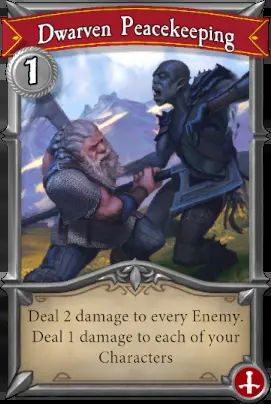 Dwarven Peacekeeping
1
Deal 2 damage to every Enemy.
Deal 1 damage to each of your
Characters